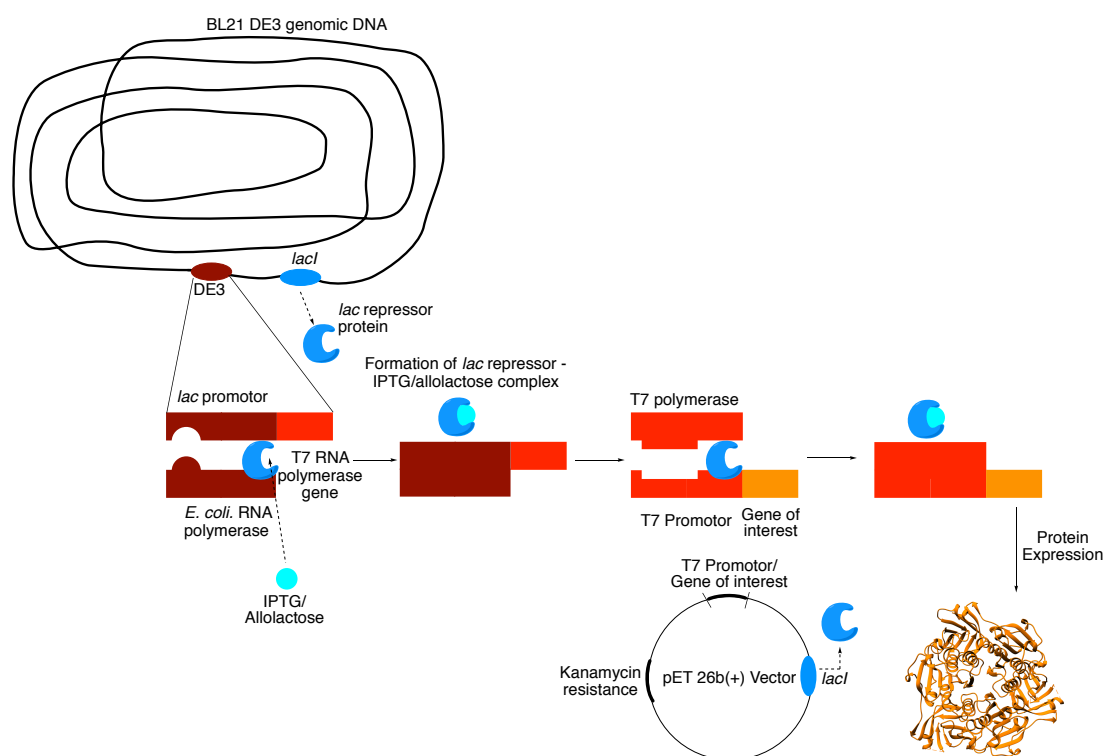 BL21 DE3 genomic DNA
lacI
DE3
lac repressor
protein
Formation of lac repressor -
IPTG/allolactose complex
lac promotor
T7 polymerase
T7 RNA
polymerase
gene
E. coli. RNA
polymerase
T7 Promotor
Gene of
interest
Protein
Expression
IPTG/
Allolactose
T7 Promotor/
Gene of interest
Kanamycin
resistance
pET 26b(+) Vector
lacI